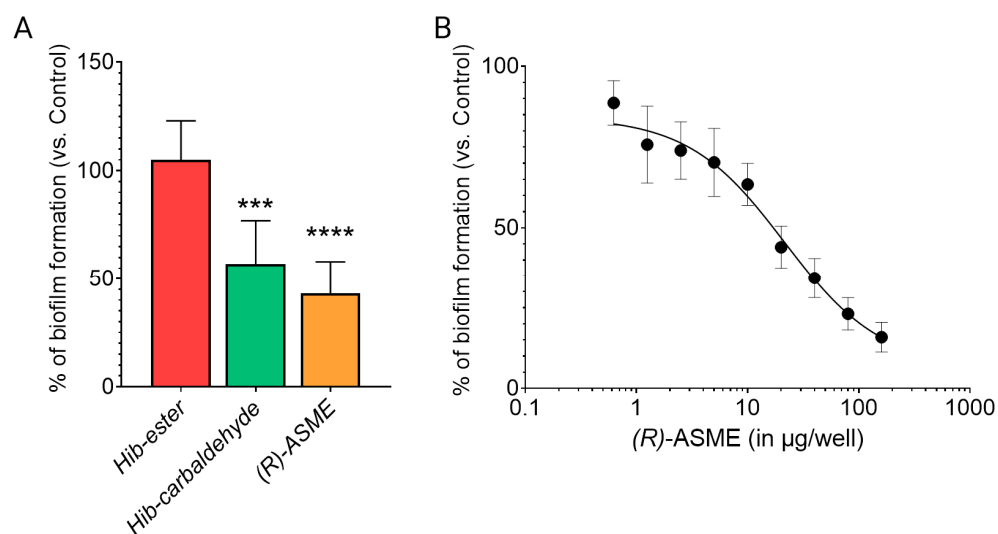 A
% of biofilm formation (vs. Control)
150
100
50
0
***
****
Hib-ester
Hib-carbaldehyde
(R)-ASME
B
% of biofilm formation (vs. Control)
100
50
0
0.1 1 10 100 1000
(R)-ASME (in µg/well)